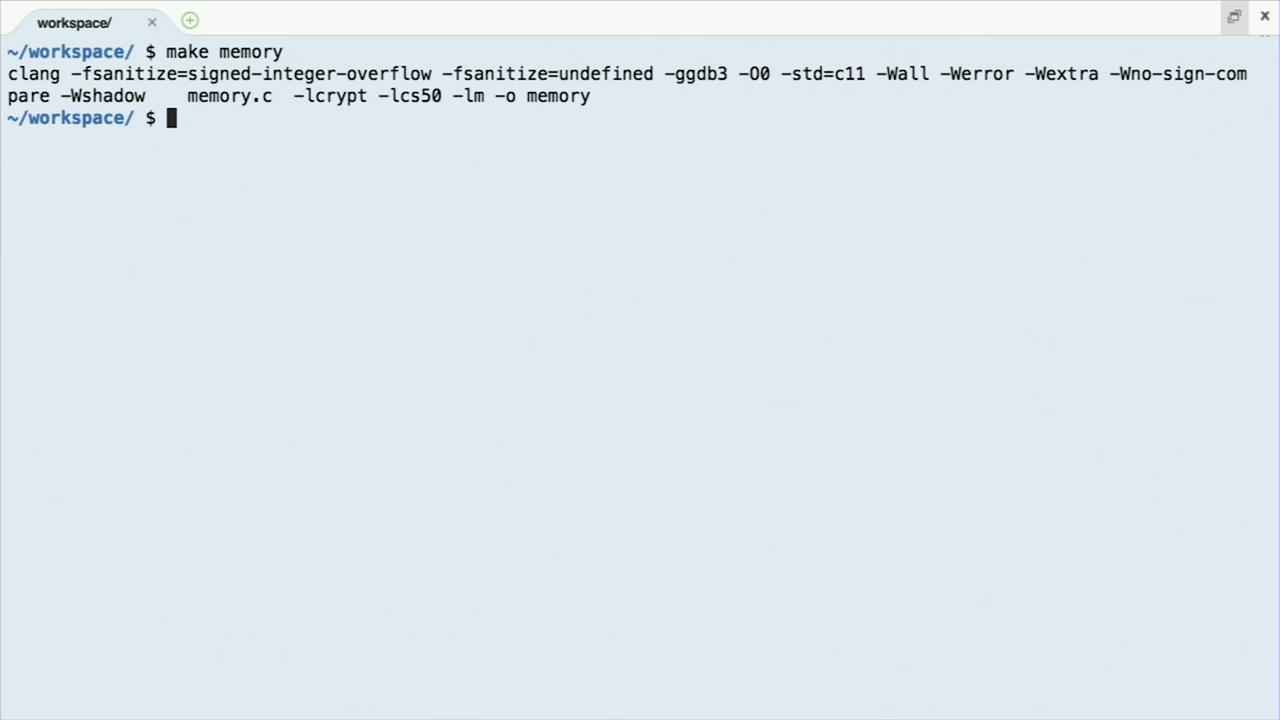 workspace/
~/workspace/ $ make memory
clang -fsanitize=signed-integer-overflow -fsanitize=undefined -ggdb3 -O0 -std=c11 -Wall -Werror -Wextra -Wno-sign-com
pare -Wshadow    memory.c  -lcrypt -lcs50 -lm -o memory
~/workspace/ $